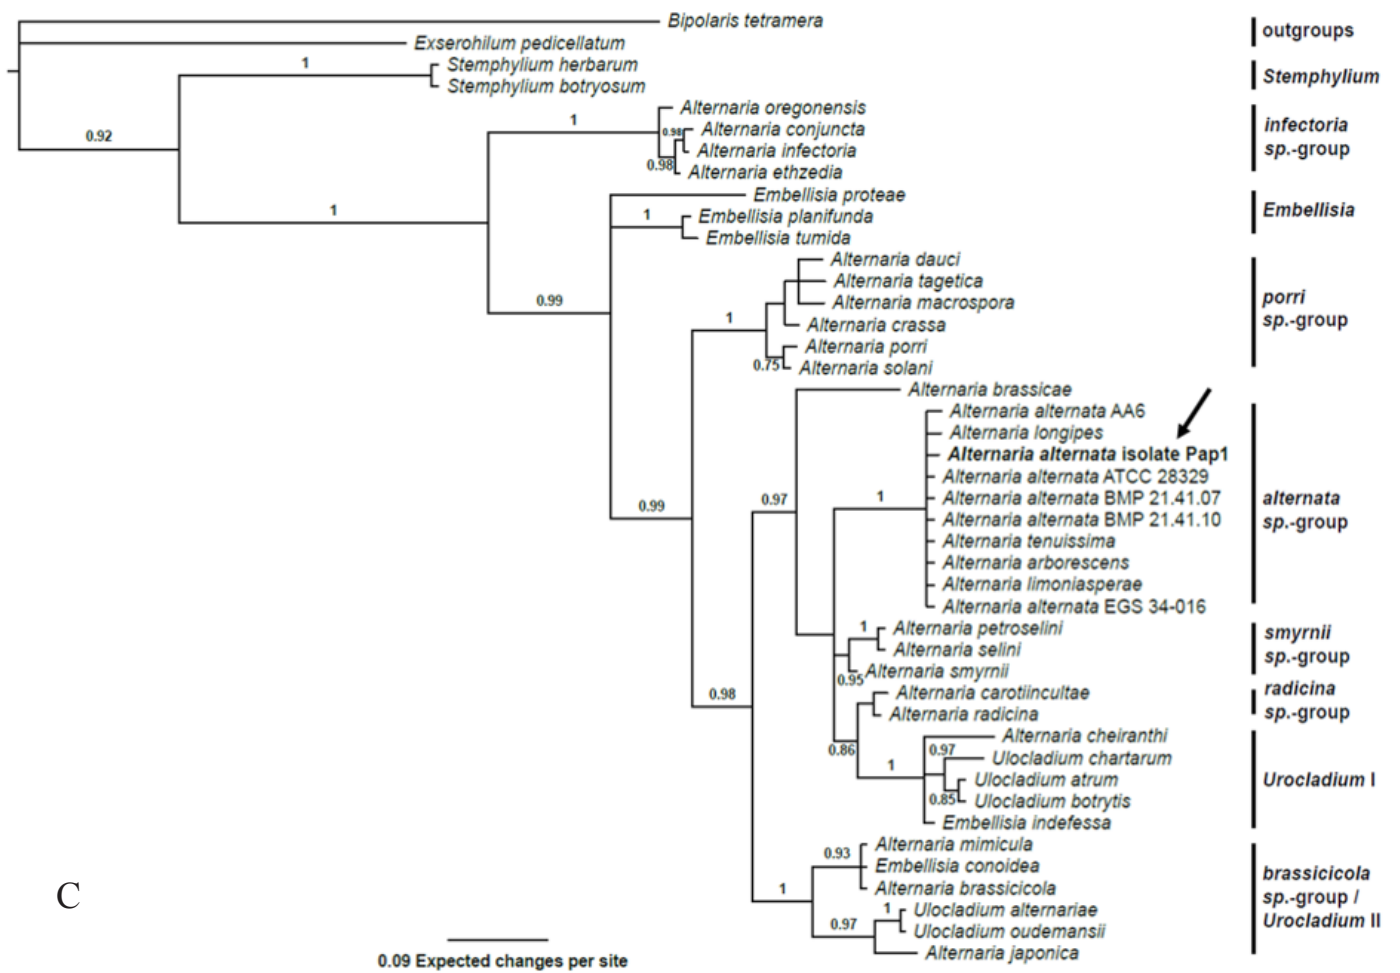 Bipolaris tetramera
outgroups
Exserohilum pedicellatum
1
Stemphylium herbarum
Stemphylium
Stemphylium botryosum
0.92
Alternaria oregonensis
1
0.98
Alternaria conjuncta
infectoria
Alternaria infectoria
sp.-group
0.98
Alternaria ethzedia
Embellisia proteae
1
1
Embellisia planifunda
Embellisia
Embellisia tumida
Alternaria dauci
Alternaria tagetica
0.99
Alternaria macrospora
porri
1
Alternaria crassa
sp.-group
Alternaria porri
0.75
Alternaria solani
Alternaria brassicae
Alternaria alternata AA6
Alternaria longipes
Alternaria alternata isolate Pap1
Alternaria alternata ATCC 28329
0.99
0.97
1
Alternaria alternata BMP 21.41.07
alternata
Alternaria alternata BMP 21.41.10
sp.-group
Alternaria tenuissima
Alternaria arborescens
Alternaria limoniasperae
Alternaria alternata EGS 34-016
1
Alternaria petroselini
smyrnii
Alternaria selini
sp.-group
Alternaria smyrnii
0.95
0.98
Alternaria carotiincultae
radicina
Alternaria radicina
sp.-group
Alternaria cheiranthi
0.86
0.97
Ulocladium chartarum
1
Ulocladium atrum
Urocladium I
0.85
Ulocladium botrytis
Embellisia indefessa
Alternaria mimicula
0.93
Embellisia conoidea
brassicicola
Alternaria brassicicola
sp.-group /
1
1
Ulocladium alternariae
Urocladium II
0.97
Ulocladium oudemansii
Alternaria japonica
C
0.09 Expected changes per site